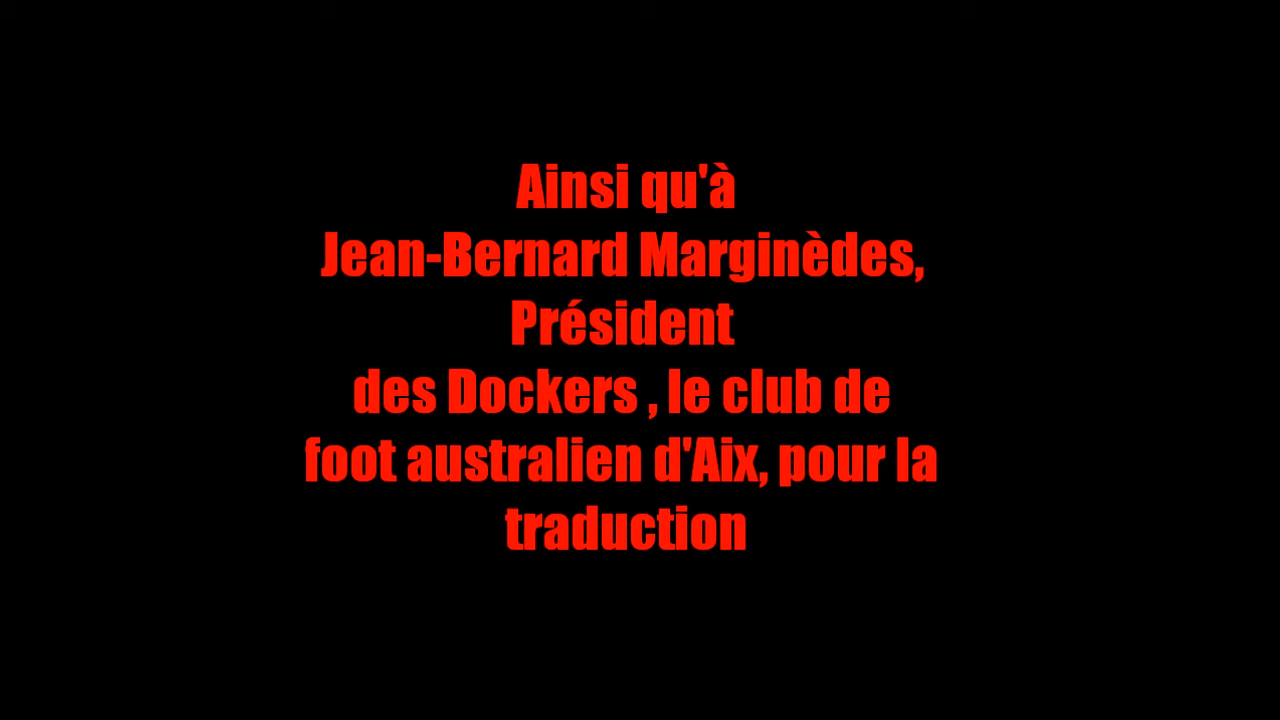 Ainsi qu'à
Jean-Bernard Marginèdes,
Président
des Dockers , le club de
foot australien d'Aix, pour la
traduction